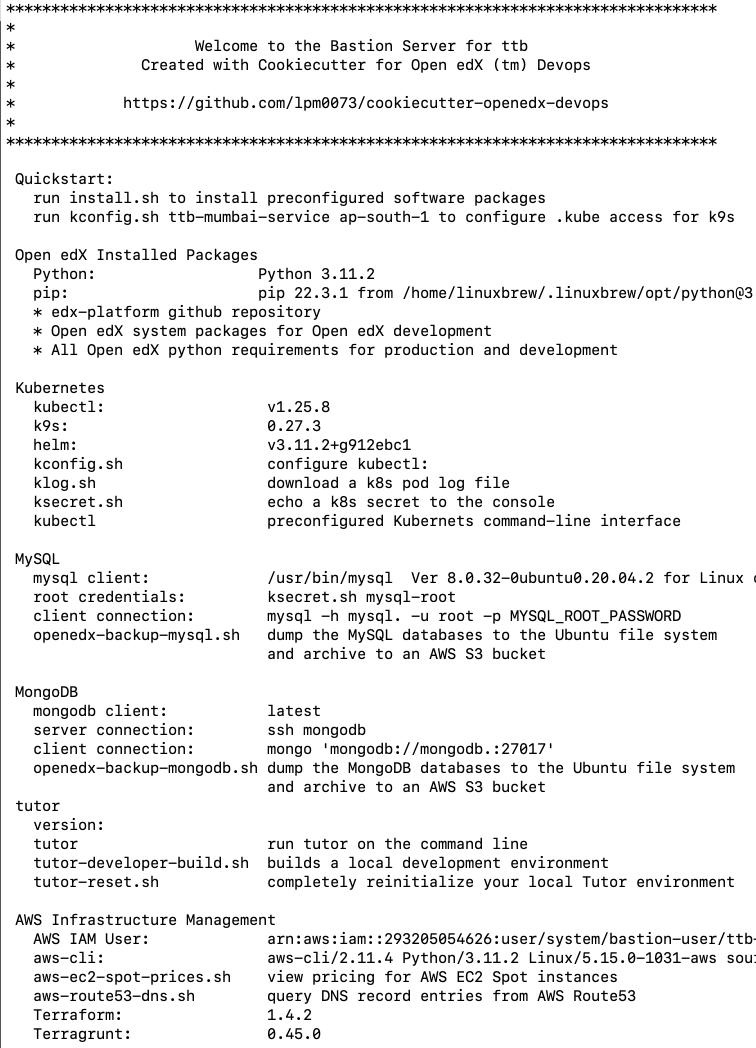 *******************************************************************************
*
* Welcome to the Bastion Server for ttb
* Created with Cookiecutter for Open edX (tm) Devops
*
* https://github.com/lpm0073/cookiecutter-openedx-devops
*
*******************************************************************************
Quickstart:
run install.sh to install preconfigured software packages
run kconfig.sh ttb-mumbai-service ap-south-1 to configure .kube access for k9s
Open edX Installed Packages
Python: Python 3.11.2
pip: pip 22.3.1 from /home/linuxbrew/.linuxbrew/opt/python@3
* edx-platform github repository
* Open edX system packages for Open edX development
* All Open edX python requirements for production and development
Kubernetes
kubectl: v1.25.8
k9s: 0.27.3
helm: v3.11.2+g912ebc1
kconfig.sh configure kubectl:
klog.sh download a k8s pod log file
ksecret.sh echo a k8s secret to the console
kubectl preconfigured Kubernets command-line interface
MySQL
mysql client: /usr/bin/mysql Ver 8.0.32-0ubuntu0.20.04.2 for Linux
root credentials: ksecret.sh mysql-root
client connection: mysql -h mysql. -u root -p MYSQL_ROOT_PASSWORD
openedx-backup-mysql.sh dump the MySQL databases to the Ubuntu file system
and archive to an AWS S3 bucket
MongoDB
mongodb client: latest
server connection: ssh mongodb
client connection: mongo 'mongodb://mongodb.:27017'
openedx-backup-mongodb.sh dump the MongoDB databases to the Ubuntu file system
and archive to an AWS S3 bucket
tutor
version:
tutor run tutor on the command line
tutor-developer-build.sh builds a local development environment
tutor-reset.sh completely reinitialize your local Tutor environment
AWS Infrastructure Management
AWS IAM User: arn:aws:iam::293205054626:user/system/bastion-user/ttb-
aws-cli: aws-cli/2.11.4 Python/3.11.2 Linux/5.15.0-1031-aws sou
aws-ec2-spot-prices.sh view pricing for AWS EC2 Spot instances
aws-route53-dns.sh query DNS record entries from AWS Route53
Terraform: 1.4.2
Terragrunt: 0.45.0